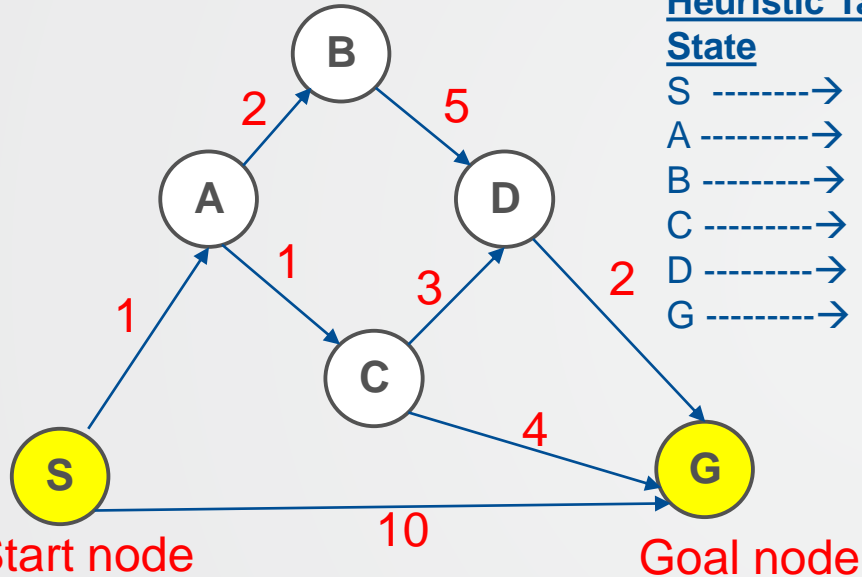 Heuristic
State
S --------→
A --------→
B --------→
C --------→
D --------→
G --------→
B
2
5
A
D
1
1
3
2
C
4
S
G
10
Start node
Goal node